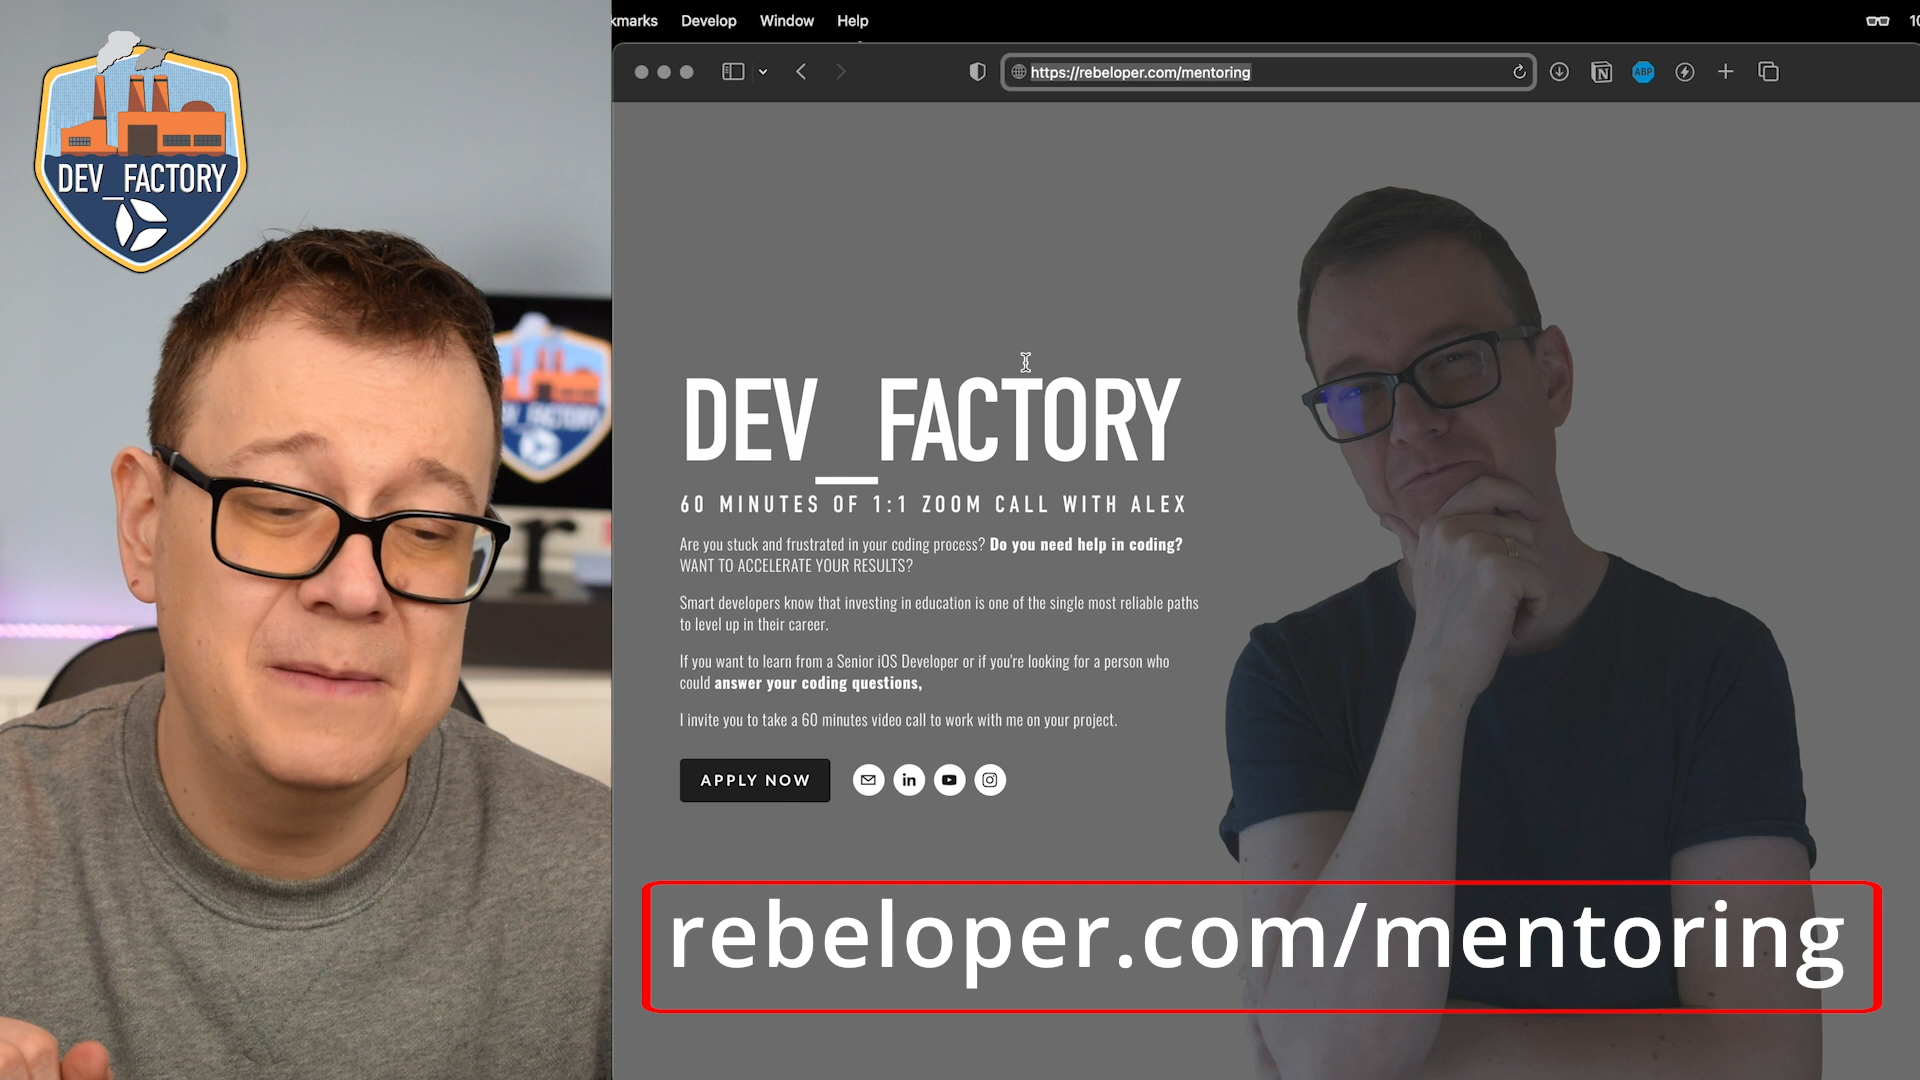 DEV_FACTORY
kmarks Develop Window Help
https://rebeloper.com/mentoring
ABP
DEV_FACTORY
DEV_FACTORY
60 MINUTES OF 1:1 ZOOM CALL WITH ALEX
Are you stuck and frustrated in your coding process? Do you need help in coding?
WANT TO ACCELERATE YOUR RESULTS?
Smart developers know that investing in education is one of the single most reliable paths
to level up in their career.
If you want to learn from a Senior iOS Developer or if you're looking for a person who
could answer your coding questions,
I invite you to take a 60 minutes video call to work with me on your project.
APPLY NOW
in
rebeloper.com/mentoring